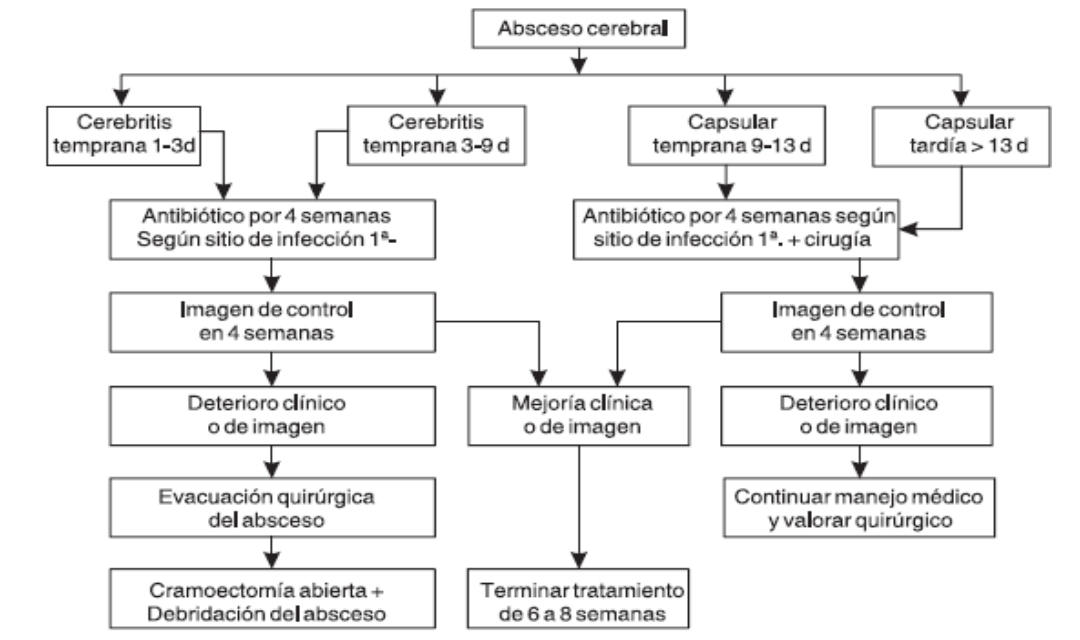 Absceso cerebral
Cerebritis
temprana 1-3d
Cerebritis
temprana 3-9 d
Capsular
temprana 9-13 d
Capsular
tardía > 13 d
Antibiótico por 4 semanas
Según sitio de infección 1ª-
Antibiótico por 4 semanas según
sitio de infección 1ª. + cirugía
Imagen de control
en 4 semanas
Imagen de control
en 4 semanas
Deterioro clínico
o de imagen
Mejoría clínica
o de imagen
Deterioro clínico
o de imagen
Evacuación quirúrgica
del absceso
Continuar manejo médico
y valorar quirúrgico
Cramoectomía abierta +
Debridación del absceso
Terminar tratamiento
de 6 a 8 semanas